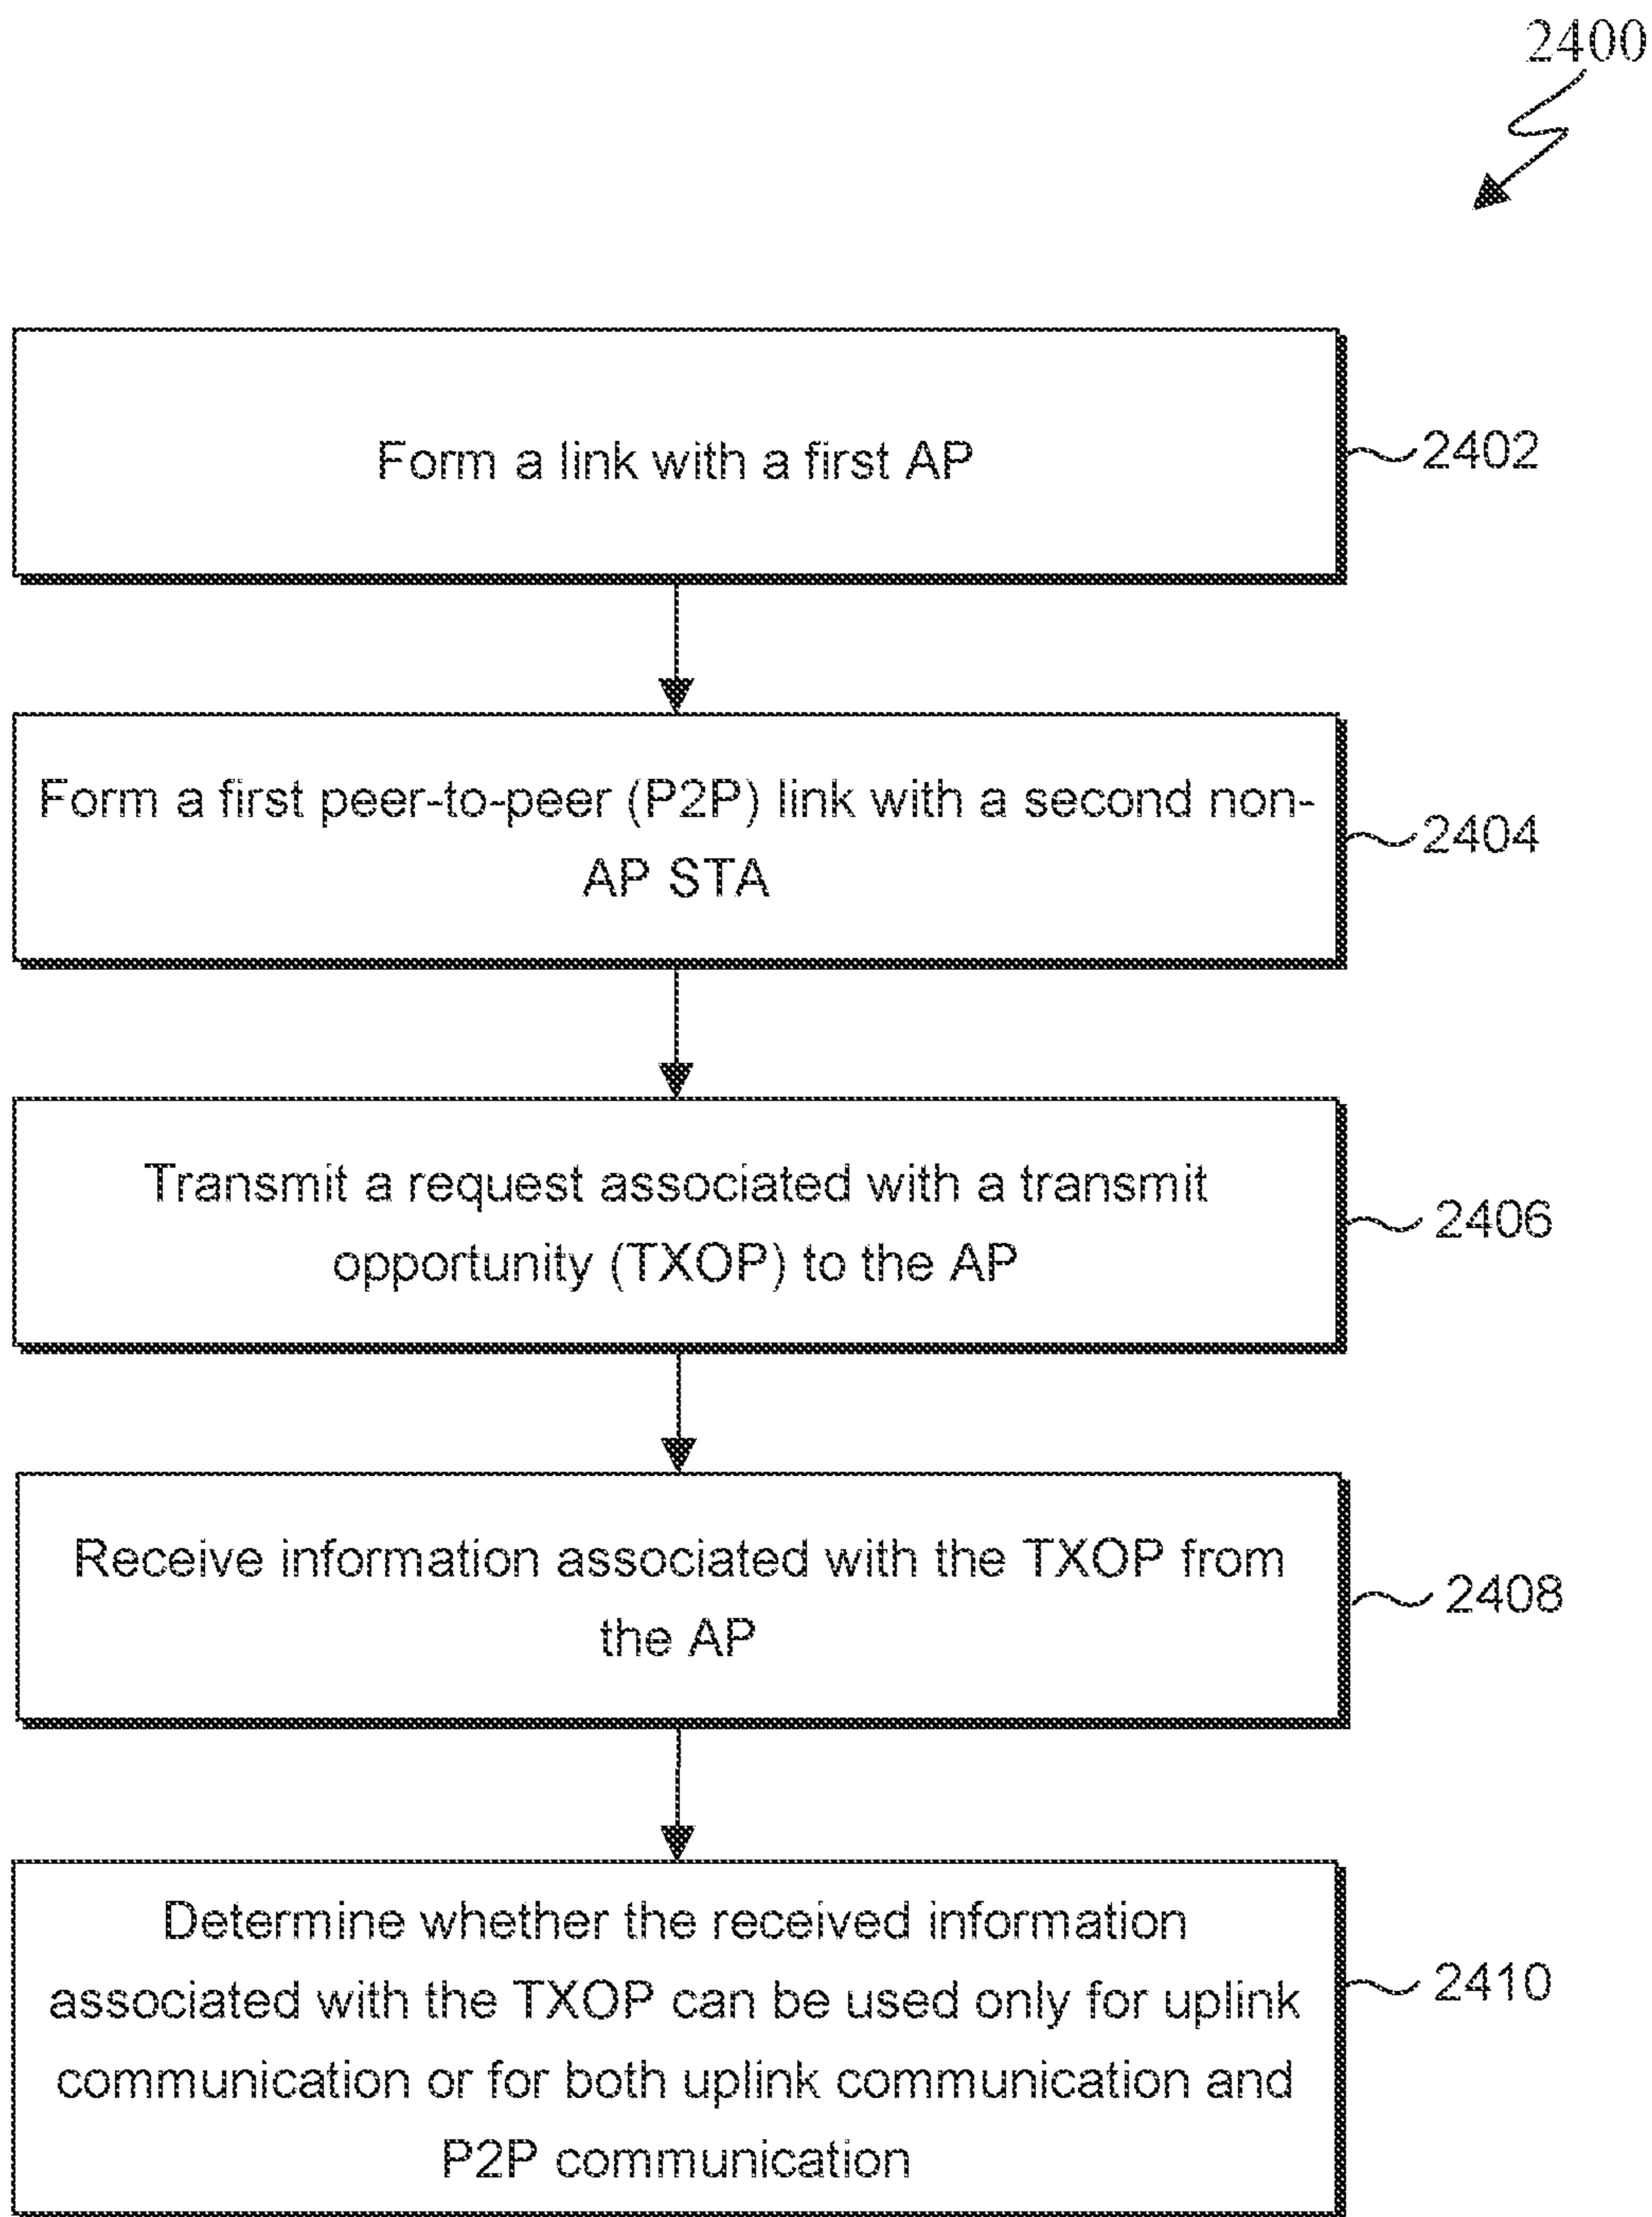 2400
Form a link with a first AP
2402
Form a first peer-to-peer (P2P) link with a second non-
AP STA
2404
Transmit a request associated with a transmit
opportunity (TXOP) to the AP
2406
Receive information associated with the TXOP from
the AP
2408
Determine whether the received information
associated with the TXOP can be used only for uplink
communication or for both uplink communication and
P2P communication
2410